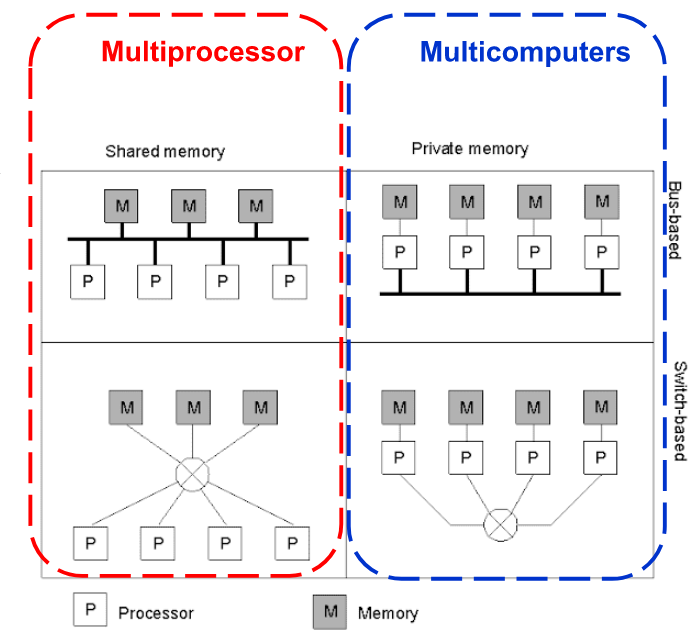 Multiprocessor
Multicomputers
Shared memory
Private memory
M M M
P P P P
M M M M
P P P P
Bus-based
M M M
P P P P
M M M M
P P P P
Switch-based
P Processor
M Memory